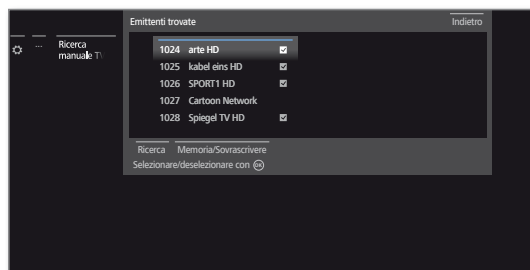 Emittenti trovate
Indietro
...
Ricerca
manuale TV
1024 arte HD
1025 kabel eins HD
1026 SPORT1 HD
1027 Cartoon Network
1028 Spiegel TV HD
Ricerca Memoria/Sovrascrivere
Selezionare/deselezionare con OK